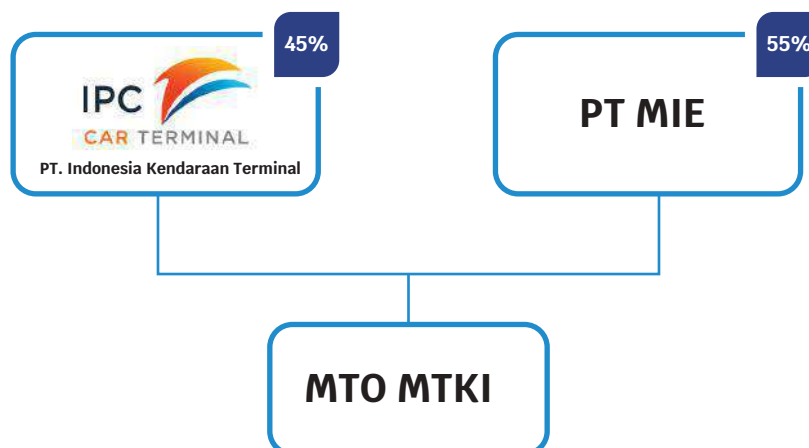 45%
55%
IPC
CAR TERMINAL
PT. Indonesia Kendaraan Terminal
PT MIE
MTO MTKI